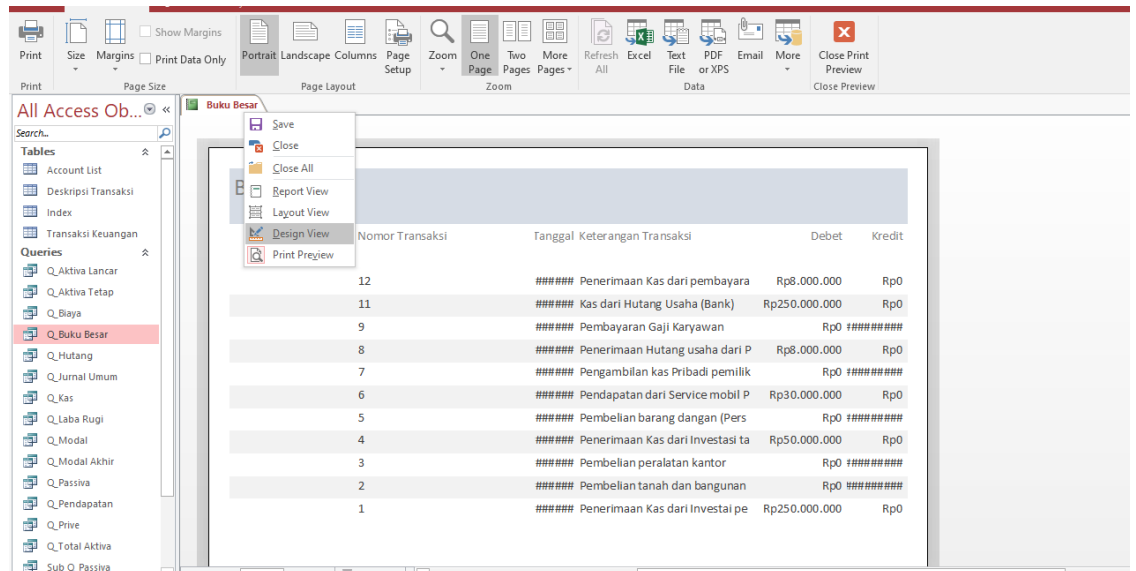 Print
Size
Margins
Show Margins
Print Data Only
Portrait
Landscape
Columns
Page Setup
Zoom
One Page
Two Pages
More Pages
Refresh All
Excel
Text File
PDF or XPS
Email
More
Close Print Preview
Print
Page Size
Page Layout
Zoom
Data
Close Preview
All Access Ob...
«
Search...
Tables
Account List
Deskripsi Transaksi
Index
Transaksi Keuangan
Queries
Q_Aktiva Lancar
Q_Aktiva Tetap
Q_Biaya
Q_Buku Besar
Q_Hutang
Q_Jurnal Umum
Q_Kas
Q_Laba Rugi
Q_Modal
Q_Modal Akhir
Q_Passiva
Q_Pendapatan
Q_Prive
Q_Total Aktiva
Sub Q_Passiva
Buku Besar
Save
Close
Close All
Report View
Layout View
Design View
Print Preview
Nomor Transaksi Tanggal Keterangan Transaksi Debet Kredit
12 ###### Penerimaan Kas dari pembayara Rp8.000.000 Rp0
11 ###### Kas dari Hutang Usaha (Bank) Rp250.000.000 Rp0
9 ###### Pembayaran Gaji Karyawan Rp0 #########
8 ###### Penerimaan Hutang usaha dari P Rp8.000.000 Rp0
7 ###### Pengambilan kas Pribadi pemilik Rp0 #########
6 ###### Pendapatan dari Service mobil P Rp30.000.000 Rp0
5 ###### Pembelian barang dangan (Pers Rp0 #########
4 ###### Penerimaan Kas dari Investasi ta Rp50.000.000 Rp0
3 ###### Pembelian peralatan kantor Rp0 #########
2 ###### Pembelian tanah dan bangunan Rp0 #########
1 ###### Penerimaan Kas dari Investai pe Rp250.000.000 Rp0